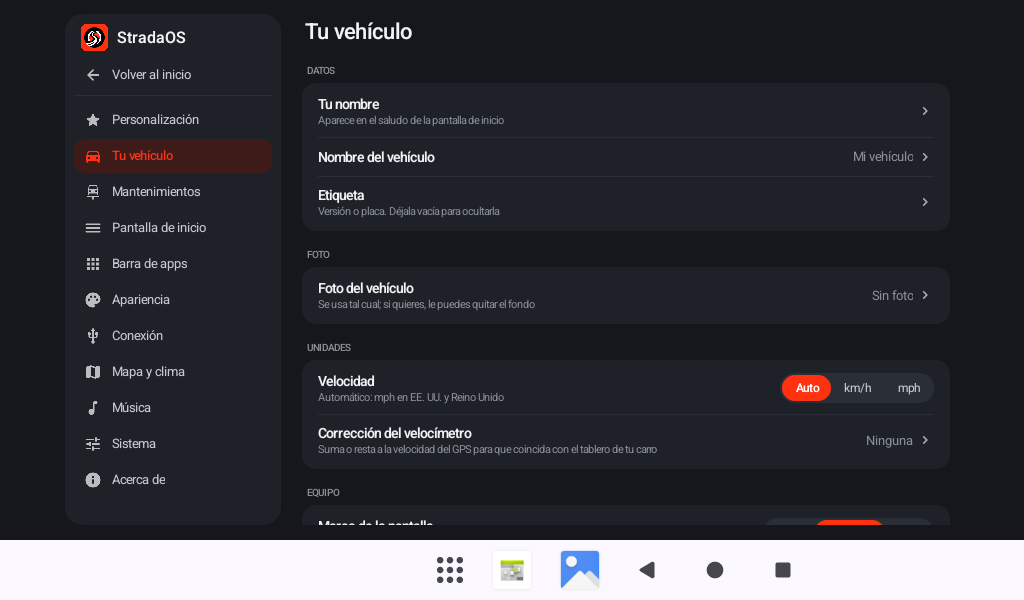 StradaOS
Volver al inicio
Personalización
Tu vehículo
Mantenimientos
Pantalla de inicio
Barra de apps
Apariencia
Conexión
Mapa y clima
Música
Sistema
Acerca de
Tu vehículo
DATOS
Tu nombre
Aparece en el saludo de la pantalla de inicio
Nombre del vehículo
Mi vehículo
Etiqueta
Versión o placa. Déjala vacía para ocultarla
FOTO
Foto del vehículo
Se usa tal cual; si quieres, le puedes quitar el fondo
Sin foto
UNIDADES
Velocidad
Automático: mph en EE. UU. y Reino Unido
Auto km/h mph
Corrección del velocímetro
Suma o resta a la velocidad del GPS para que coincida con el tablero de tu carro
Ninguna
EQUIPO